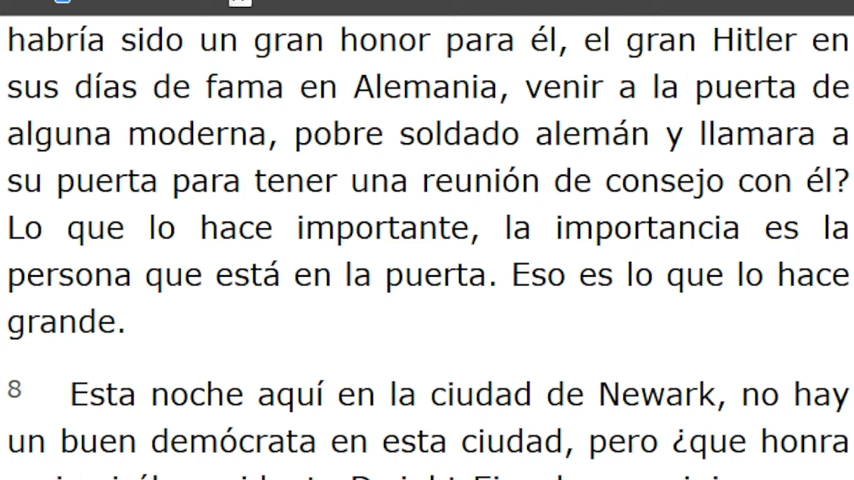 habría sido un gran honor para él, el gran Hitler en
sus días de fama en Alemania, venir a la puerta de
alguna moderna, pobre soldado alemán y llamara a
su puerta para tener una reunión de consejo con él?
Lo que lo hace importante, la importancia es la
persona que está en la puerta. Eso es lo que lo hace
grande.
8 Esta noche aquí en la ciudad de Newark, no hay
un buen demócrata en esta ciudad, pero ¿que honra